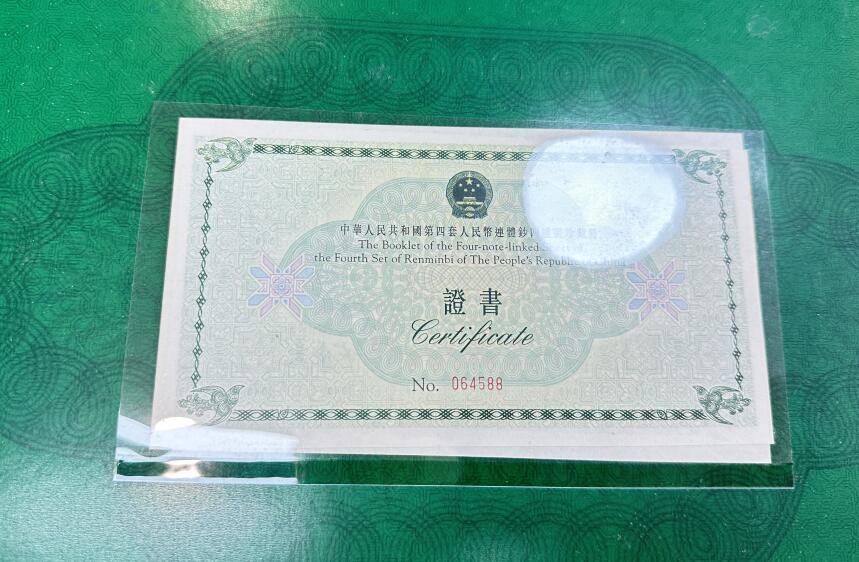 中華人民共和國第四套人民幣連體鈔
The Booklet of the Four-note-linked
the Fourth Set of Renminbi of The People's Republic
證書
Certificate
No. 064588